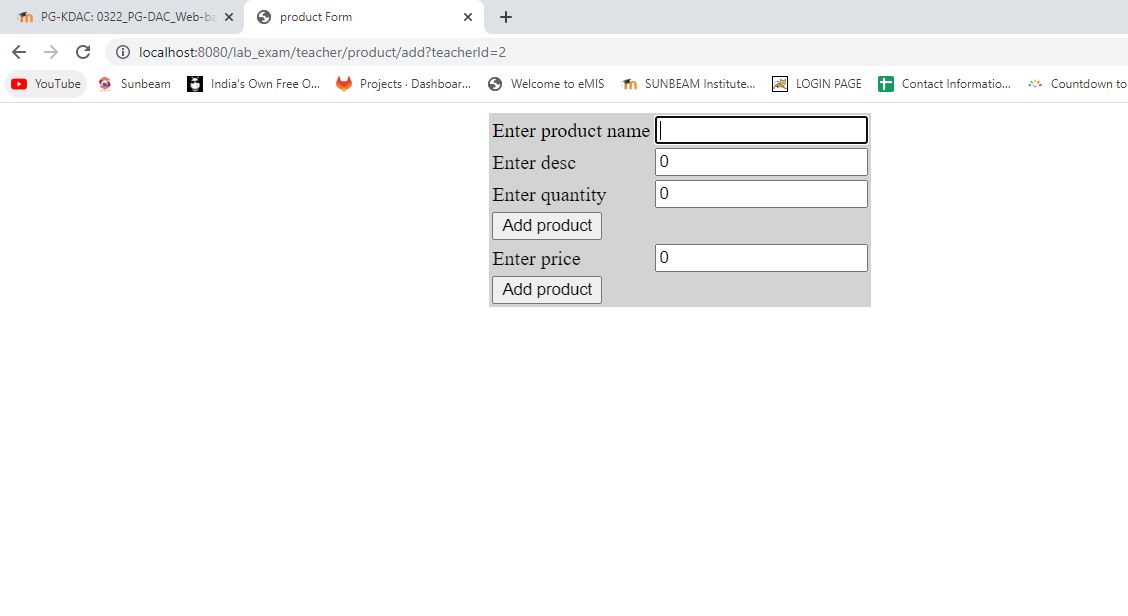 PG-KDAC: 0322_PG-DAC_Web-ba
product Form
localhost:8080/lab_exam/teacher/product/add?teacherId=2
YouTube Sunbeam India's Own Free O... Projects · Dashboar... Welcome to eMIS SUNBEAM Institute... LOGIN PAGE Contact Informatio... Countdown to
Enter product name
Enter desc 0
Enter quantity 0
Add product
Enter price 0
Add product